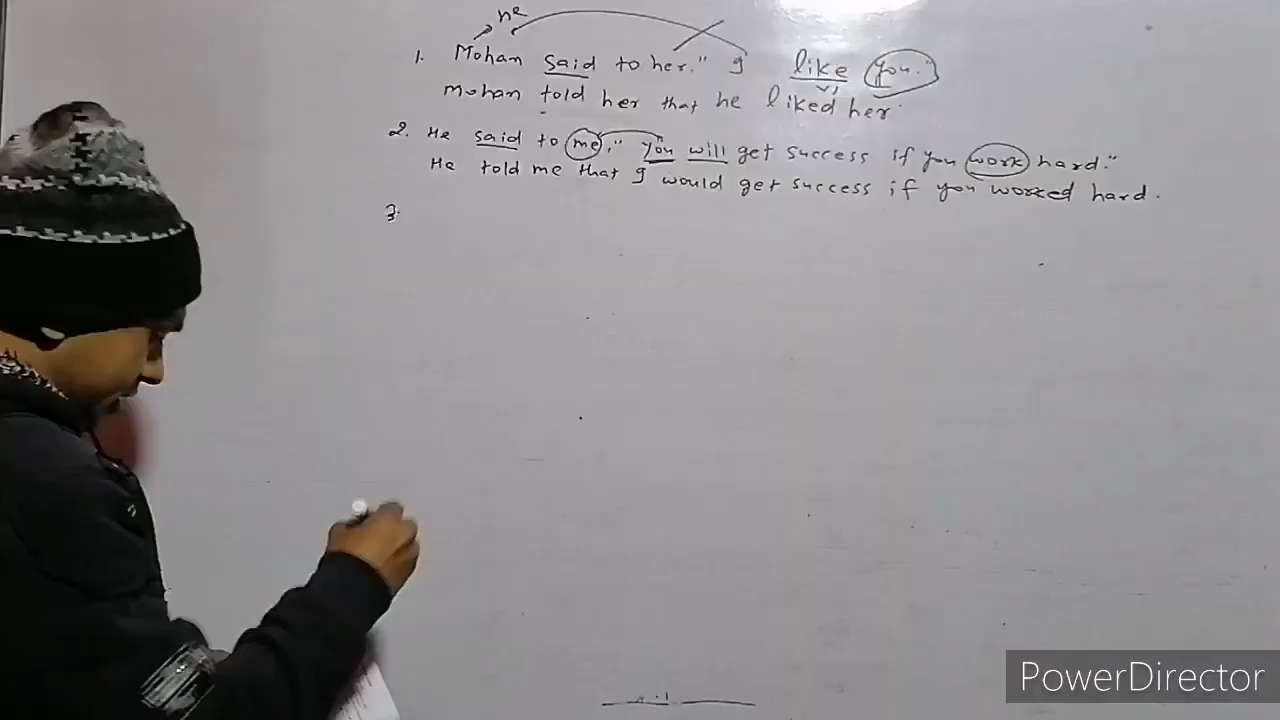 he
1. Mohan said to her." I like you."
Mohan told her that he liked her.
2. He said to me," you will get success if you work hard."
He told me that I would get success if you worked hard.
3.
PowerDirector